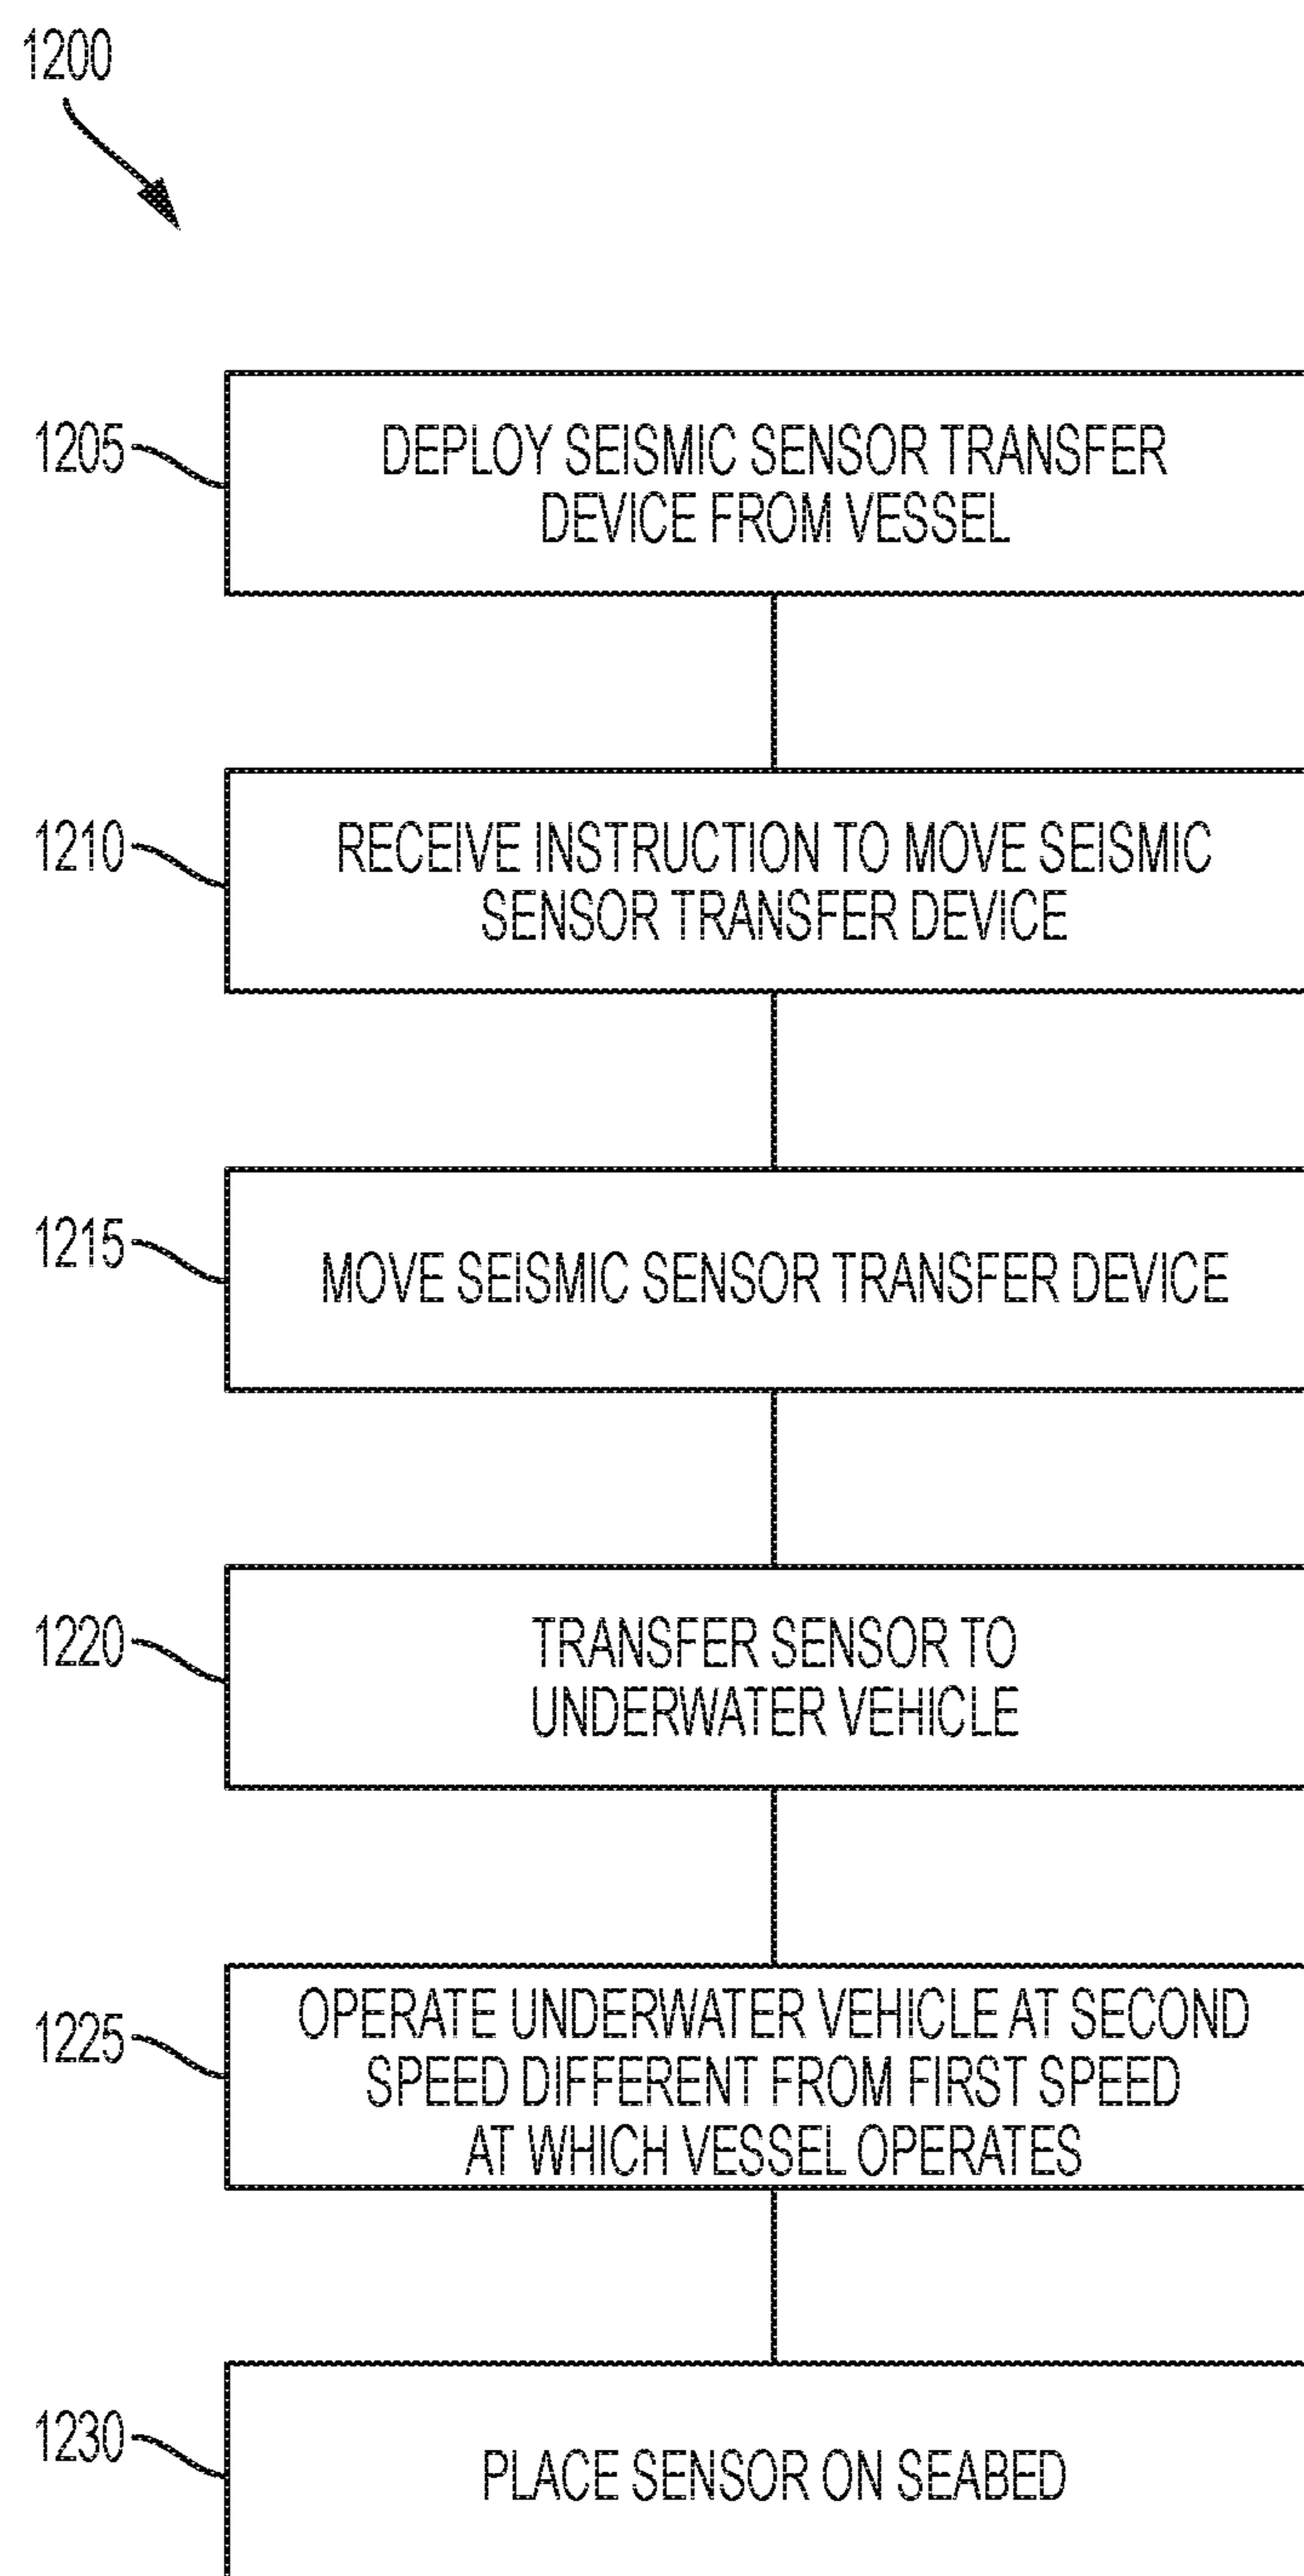 1200
1205
DEPLOY SEISMIC SENSOR TRANSFER
DEVICE FROM VESSEL
1210
RECEIVE INSTRUCTION TO MOVE SEISMIC
SENSOR TRANSFER DEVICE
1215
MOVE SEISMIC SENSOR TRANSFER DEVICE
1220
TRANSFER SENSOR TO
UNDERWATER VEHICLE
1225
OPERATE UNDERWATER VEHICLE AT SECOND
SPEED DIFFERENT FROM FIRST SPEED
AT WHICH VESSEL OPERATES
1230
PLACE SENSOR ON SEABED